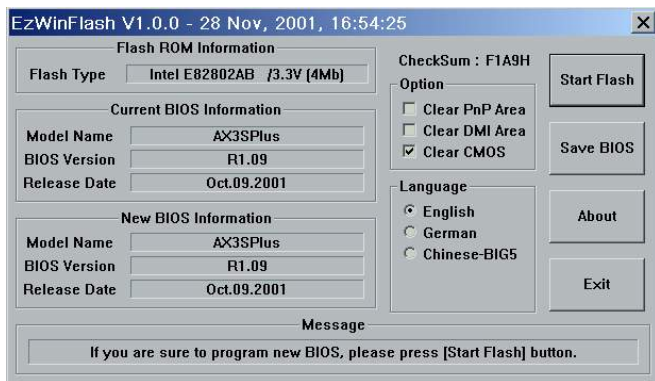 EzWinFlash V1.0.0 - 28 Nov, 2001, 16:54:25
Flash ROM Information
Flash Type Intel E82802AB /3.3V (4Mb)
Current BIOS Information
Model Name AX3SPlus
BIOS Version R1.09
Release Date Oct.09.2001
New BIOS Information
Model Name AX3SPlus
BIOS Version R1.09
Release Date Oct.09.2001
CheckSum : F1A9H
Option
Clear PnP Area
Clear DMI Area
Clear CMOS
Language
English
German
Chinese-BIG5
Start Flash
Save BIOS
About
Exit
Message
If you are sure to program new BIOS, please press [Start Flash] button.